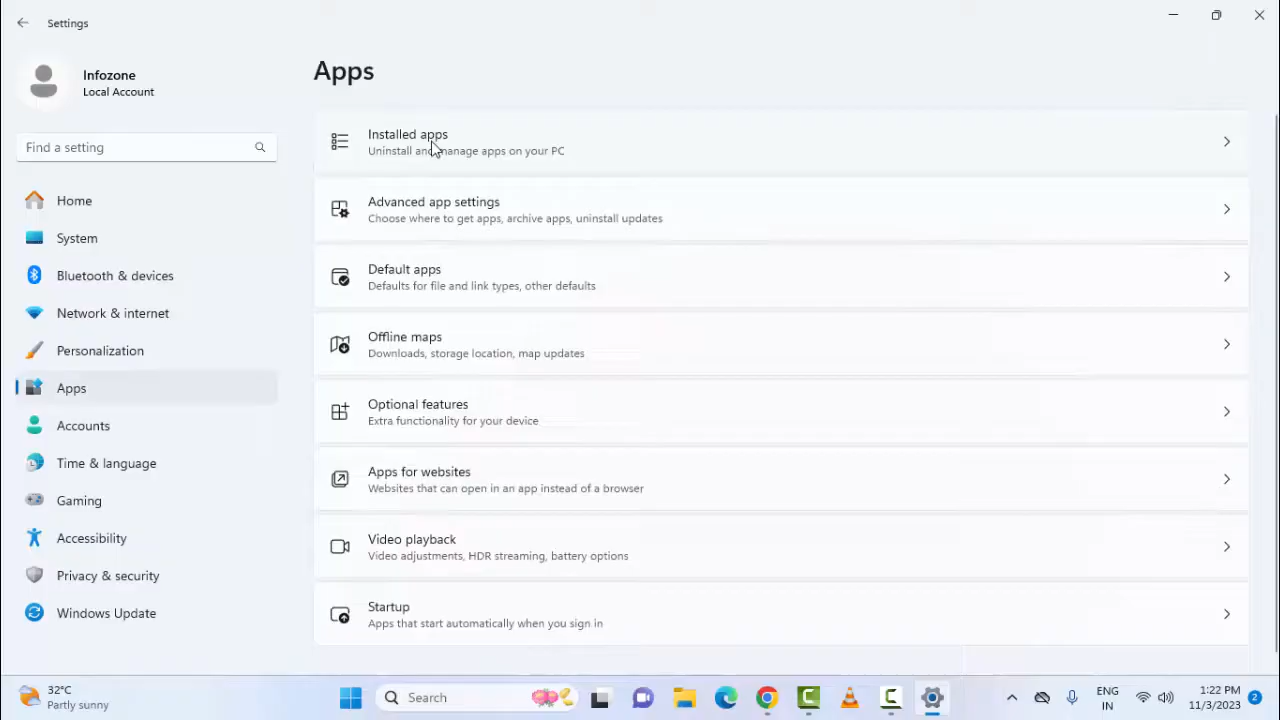 Settings
Infozone
Local Account
Find a setting
Home
System
Bluetooth & devices
Network & internet
Personalization
Apps
Accounts
Time & language
Gaming
Accessibility
Privacy & security
Windows Update
Apps
Installed apps
Uninstall and manage apps on your PC
Advanced app settings
Choose where to get apps, archive apps, uninstall updates
Default apps
Defaults for file and link types, other defaults
Offline maps
Downloads, storage location, map updates
Optional features
Extra functionality for your device
Apps for websites
Websites that can open in an app instead of a browser
Video playback
Video adjustments, HDR streaming, battery options
Startup
Apps that start automatically when you sign in
32°C
Partly sunny
Search
ENG
IN
1:22 PM
11/3/2023
2